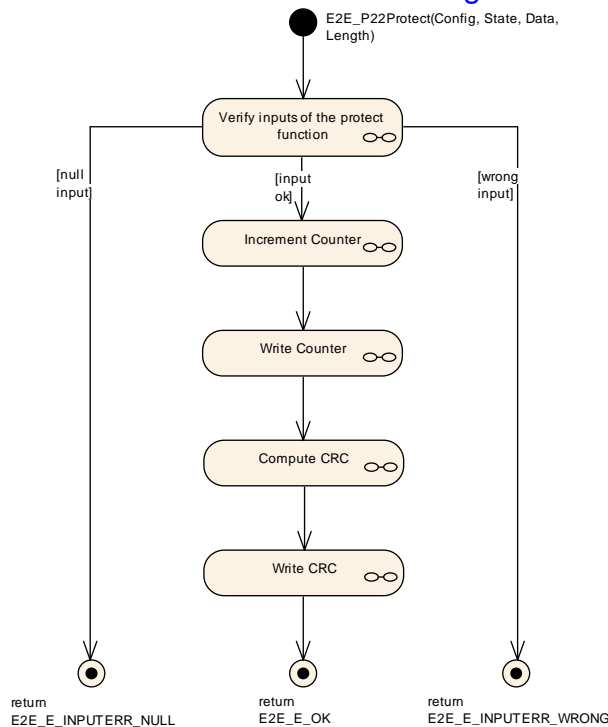 E2E_P22Protect(Config, State, Data,
Length)
Verify inputs of the protect
function
[null
input]
[input
ok]
[wrong
input]
Increment Counter
Write Counter
Compute CRC
Write CRC
return
E2E_E_INPUTERR_NULL
return
E2E_E_OK
return
E2E_E_INPUTERR_WRONG